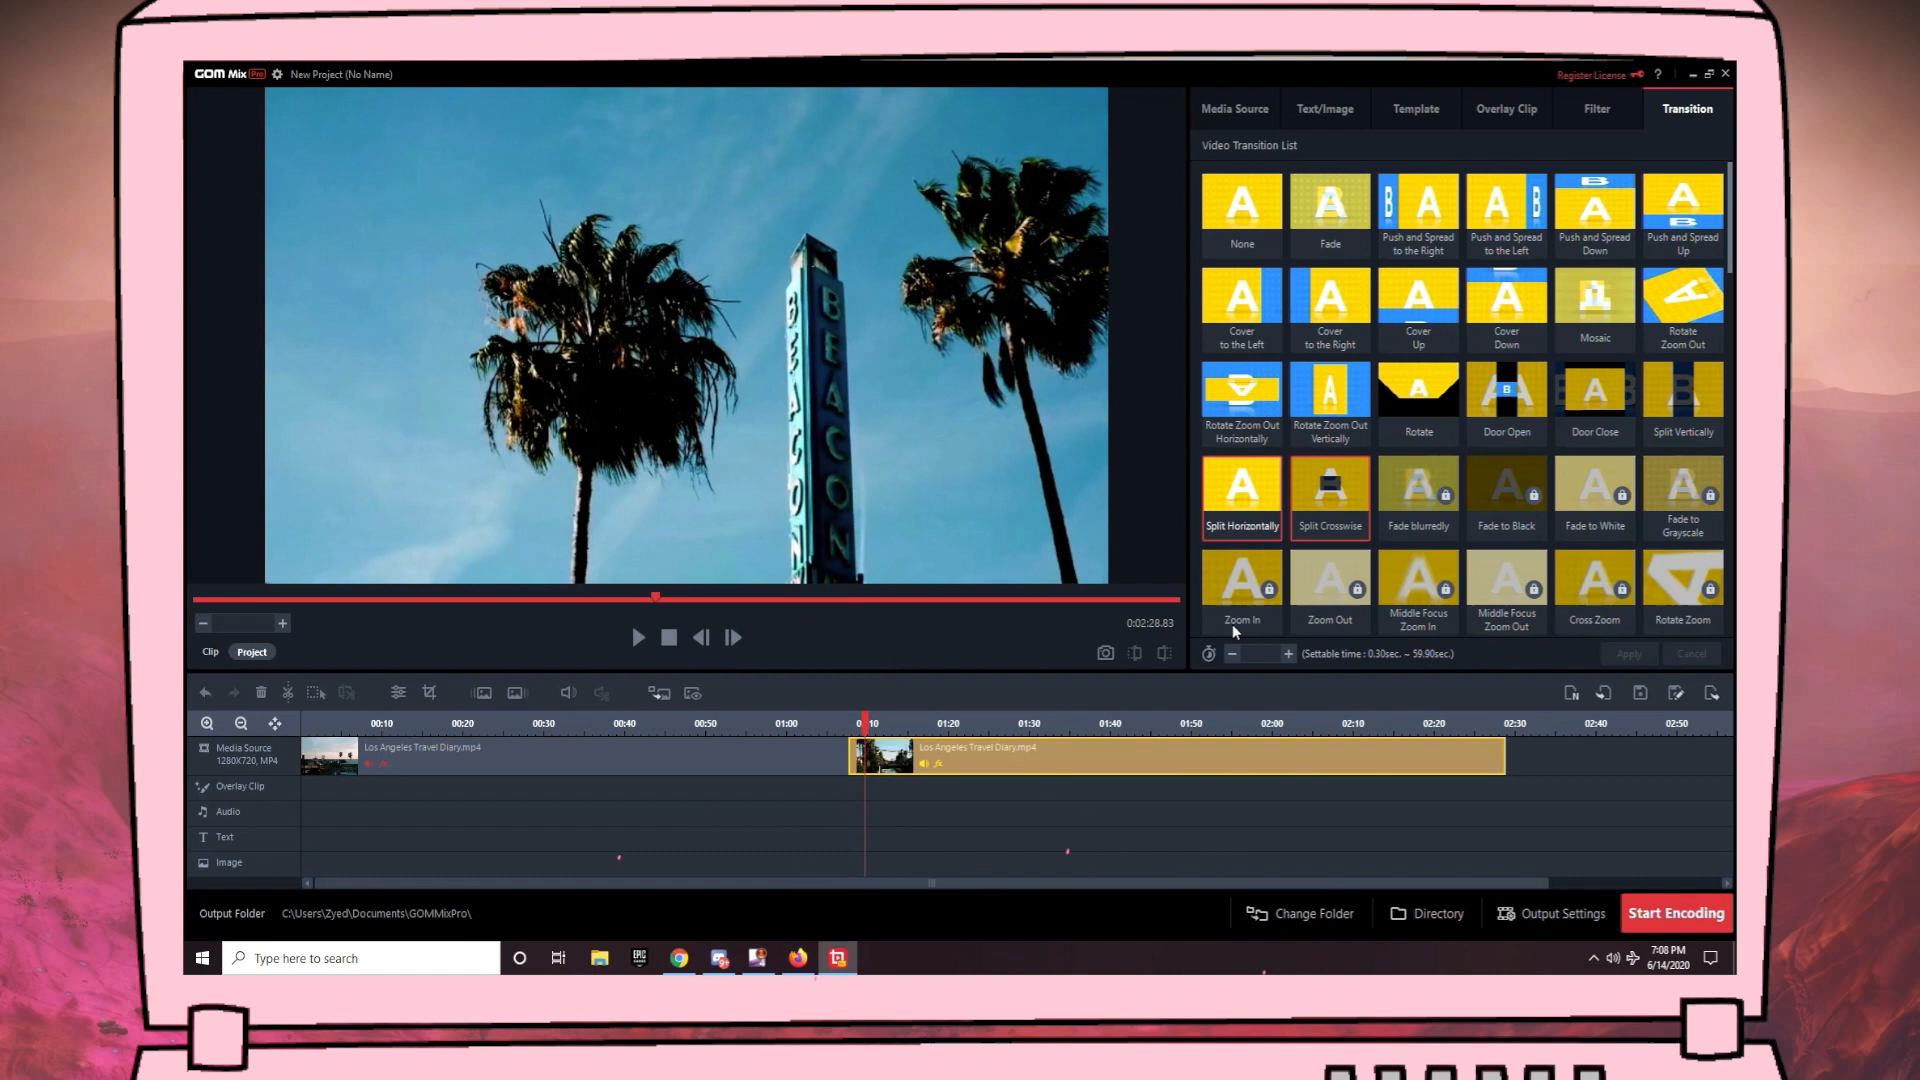 GOM Mix Pro New Project (No Name)
Register License ?
BEACON
BEACON
Media Source Text/Image Template Overlay Clip Filter Transition
Video Transition List
None
Fade
Push and Spread
to the Right
Push and Spread
to the Left
Push and Spread
Down
Push and Spread
Up
Cover
to the Left
Cover
to the Right
Cover
Up
Cover
Down
Mosaic
Rotate
Zoom Out
Rotate Zoom Out
Horizontally
Rotate Zoom Out
Vertically
Rotate
Door Open
Door Close
Split Vertically
Split Horizontally
Split Crosswise
Fade blurredly
Fade to Black
Fade to White
Fade to
Grayscale
Zoom In
Zoom Out
Middle Focus
Zoom In
Middle Focus
Zoom Out
Cross Zoom
Rotate Zoom
(Settable time : 0.30sec. ~ 59.90sec.) Apply Cancel
0:02:28.83
Clip Project
00:10 00:20 00:30 00:40 00:50 01:00 01:20 01:30 01:40 01:50 02:00 02:10 02:20 02:30 02:40 02:50
Media Source
1280X720, MP4
Los Angeles Travel Diary.mp4
Los Angeles Travel Diary.mp4
Overlay Clip
Audio
Text
Image
Output Folder C:\Users\Zyed\Documents\GOMMixPro\
Change Folder Directory Output Settings Start Encoding
Type here to search
EPIC
7:08 PM
6/14/2020